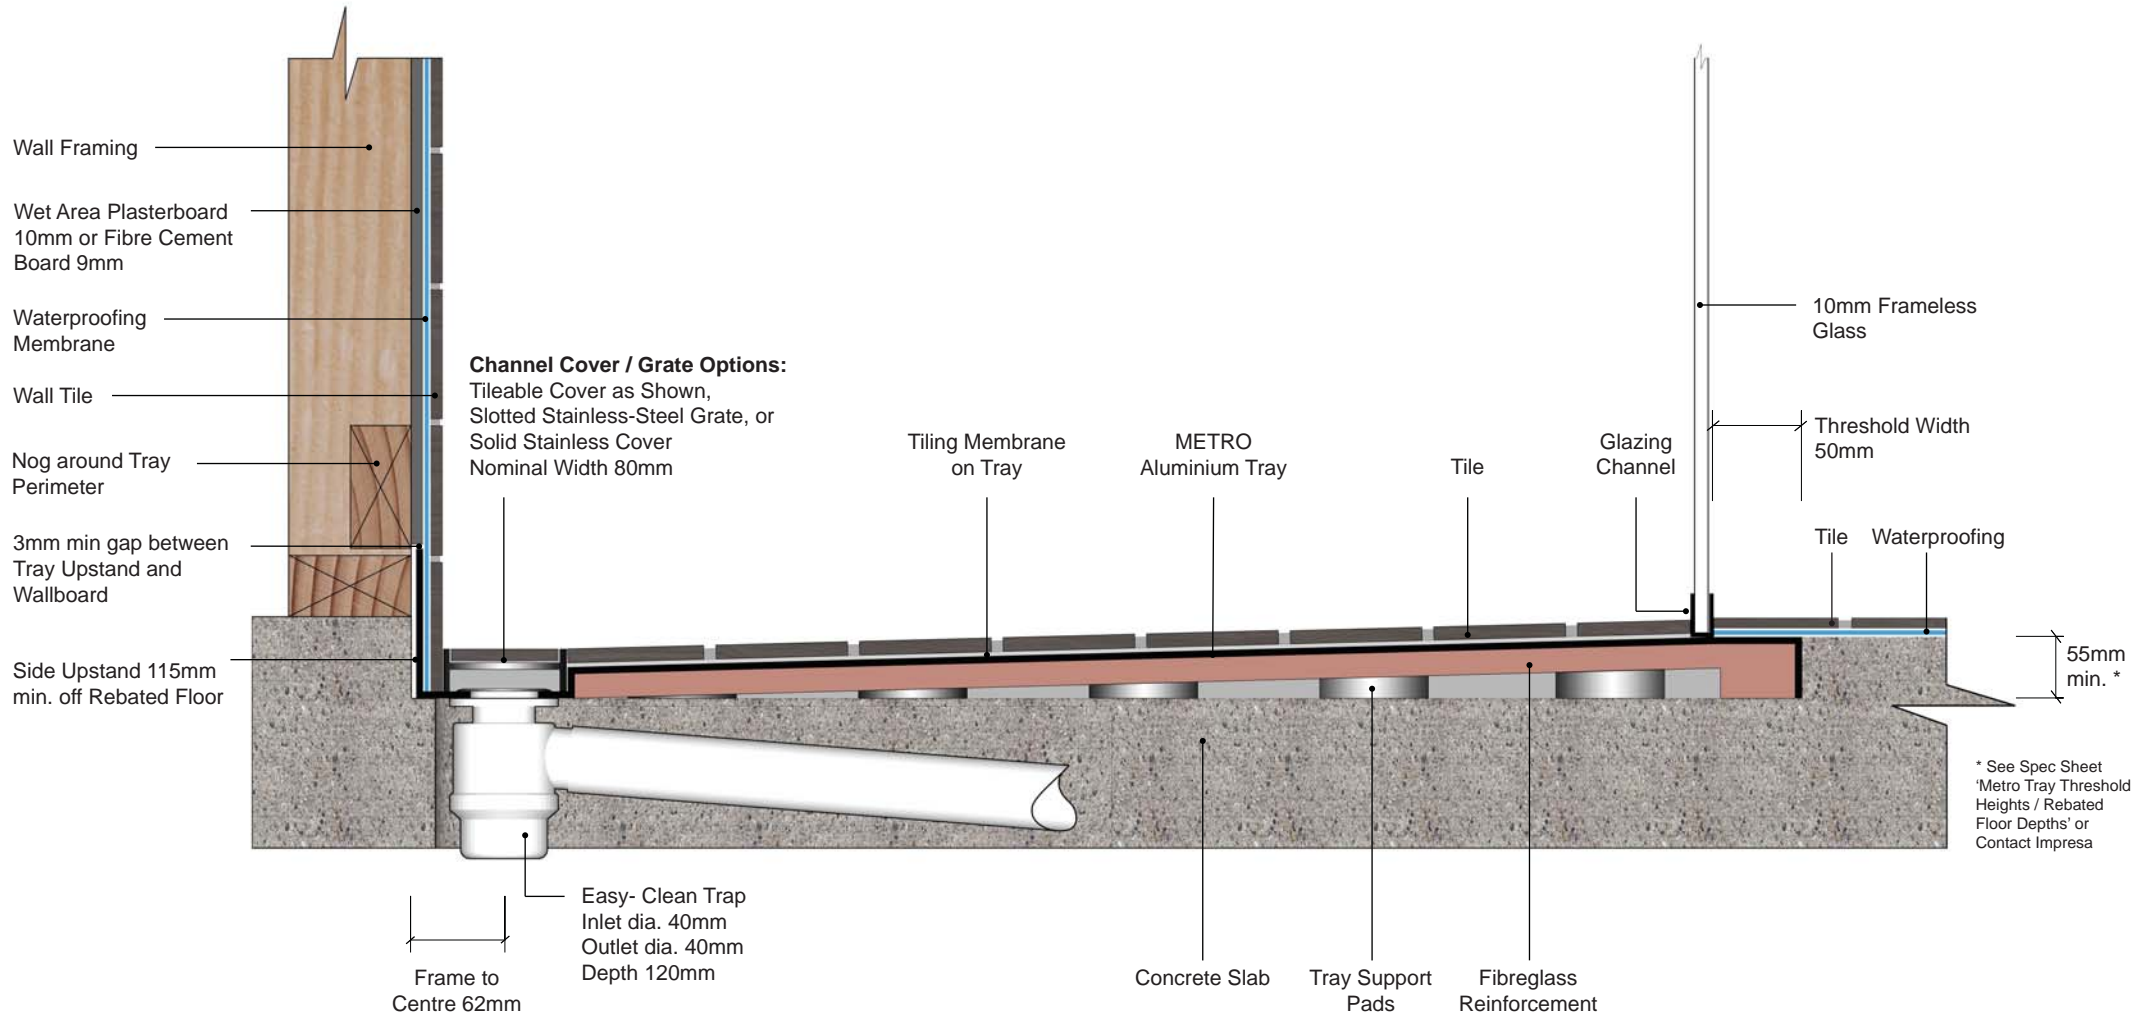 Wall Framing
Wet Area Plasterboard
10mm or Fibre Cement
Board 9mm
Waterproofing
Membrane
Wall Tile
Nog around Tray
Perimeter
3mm min gap between
Tray Upstand and
Wallboard
Side Upstand 115mm
min. off Rebated Floor
Channel Cover / Grate Options:
Tileable Cover as Shown,
Slotted Stainless-Steel Grate, or
Solid Stainless Cover
Nominal Width 80mm
Tiling Membrane
on Tray
METRO
Aluminium Tray
Tile
Glazing
Channel
10mm Frameless
Glass
Threshold Width
50mm
Tile
Waterproofing
55mm
min. *
* See Spec Sheet
‘Metro Tray Threshold
Heights / Rebated
Floor Depths’ or
Contact Impresa
Easy- Clean Trap
Inlet dia. 40mm
Outlet dia. 40mm
Depth 120mm
Frame to
Centre 62mm
Concrete Slab
Tray Support
Pads
Fibreglass
Reinforcement